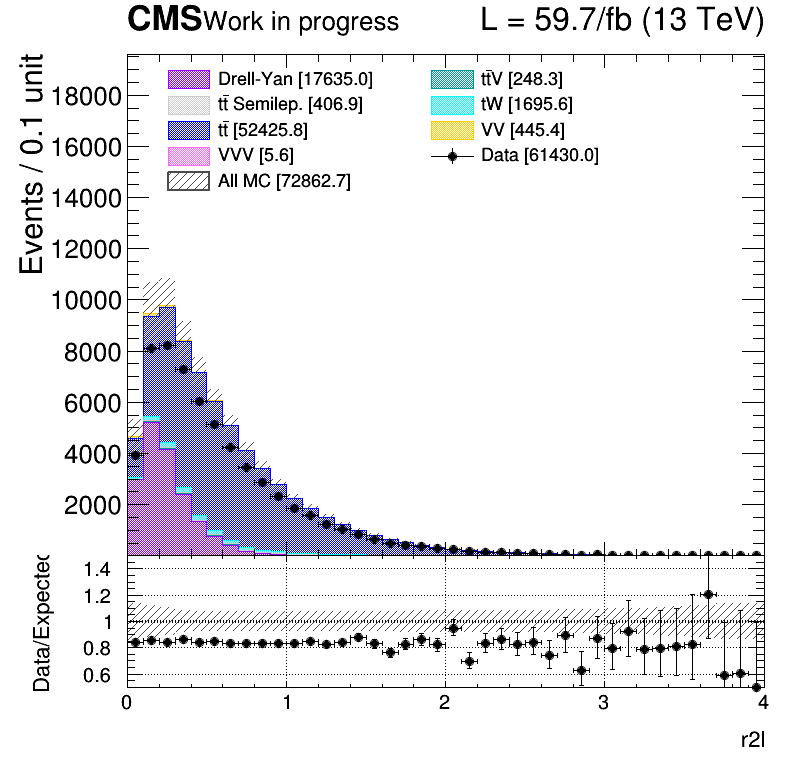 CMS Work in progress L = 59.7/fb (13 TeV)
Events / 0.1 unit
Drell-Yan [17635.0]
tt̄ Semilep. [406.9]
tt̄ [52425.8]
VVV [5.6]
All MC [72862.7]
tt̄V [248.3]
tW [1695.6]
VV [445.4]
Data [61430.0]
18000
16000
14000
12000
10000
8000
6000
4000
2000
Data/Expected
1.4
1.2
1
0.8
0.6
0 1 2 3 4
r2l